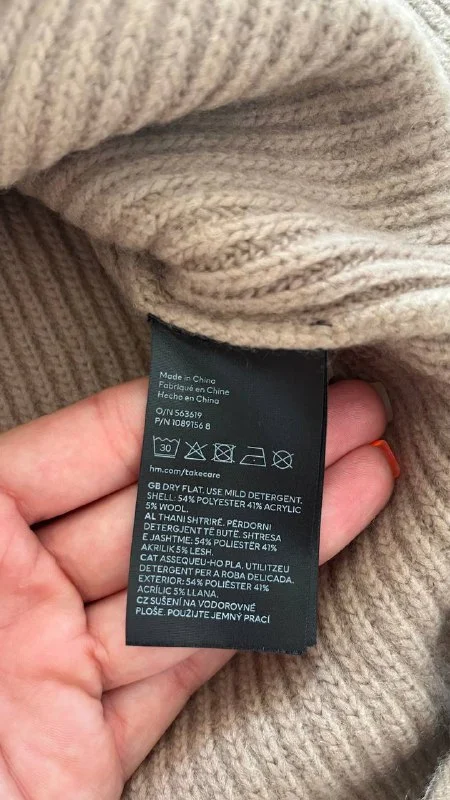 Made in China
Fabriqué en Chine
Hecho en China
O/N 563619
P/N 1089156 8
30
hm.com/takecare
GB DRY FLAT. USE MILD DETERGENT.
SHELL: 54% POLYESTER 41% ACRYLIC
5% WOOL.
AL THANI SHTRIRË. PËRDORNI
DETERGJENT TË BUTË. SHTRESA
E JASHTME: 54% POLIESTËR 41%
AKRILIK 5% LESH.
CAT ASSEQUEU-HO PLA. UTILITZEU
DETERGENT PER A ROBA DELICADA.
EXTERIOR: 54% POLIÈSTER 41%
ACRÍLIC 5% LLANA.
CZ SUŠENÍ NA VODOROVNÉ
PLOŠE. POUŽIJTE JEMNÝ PRACÍ